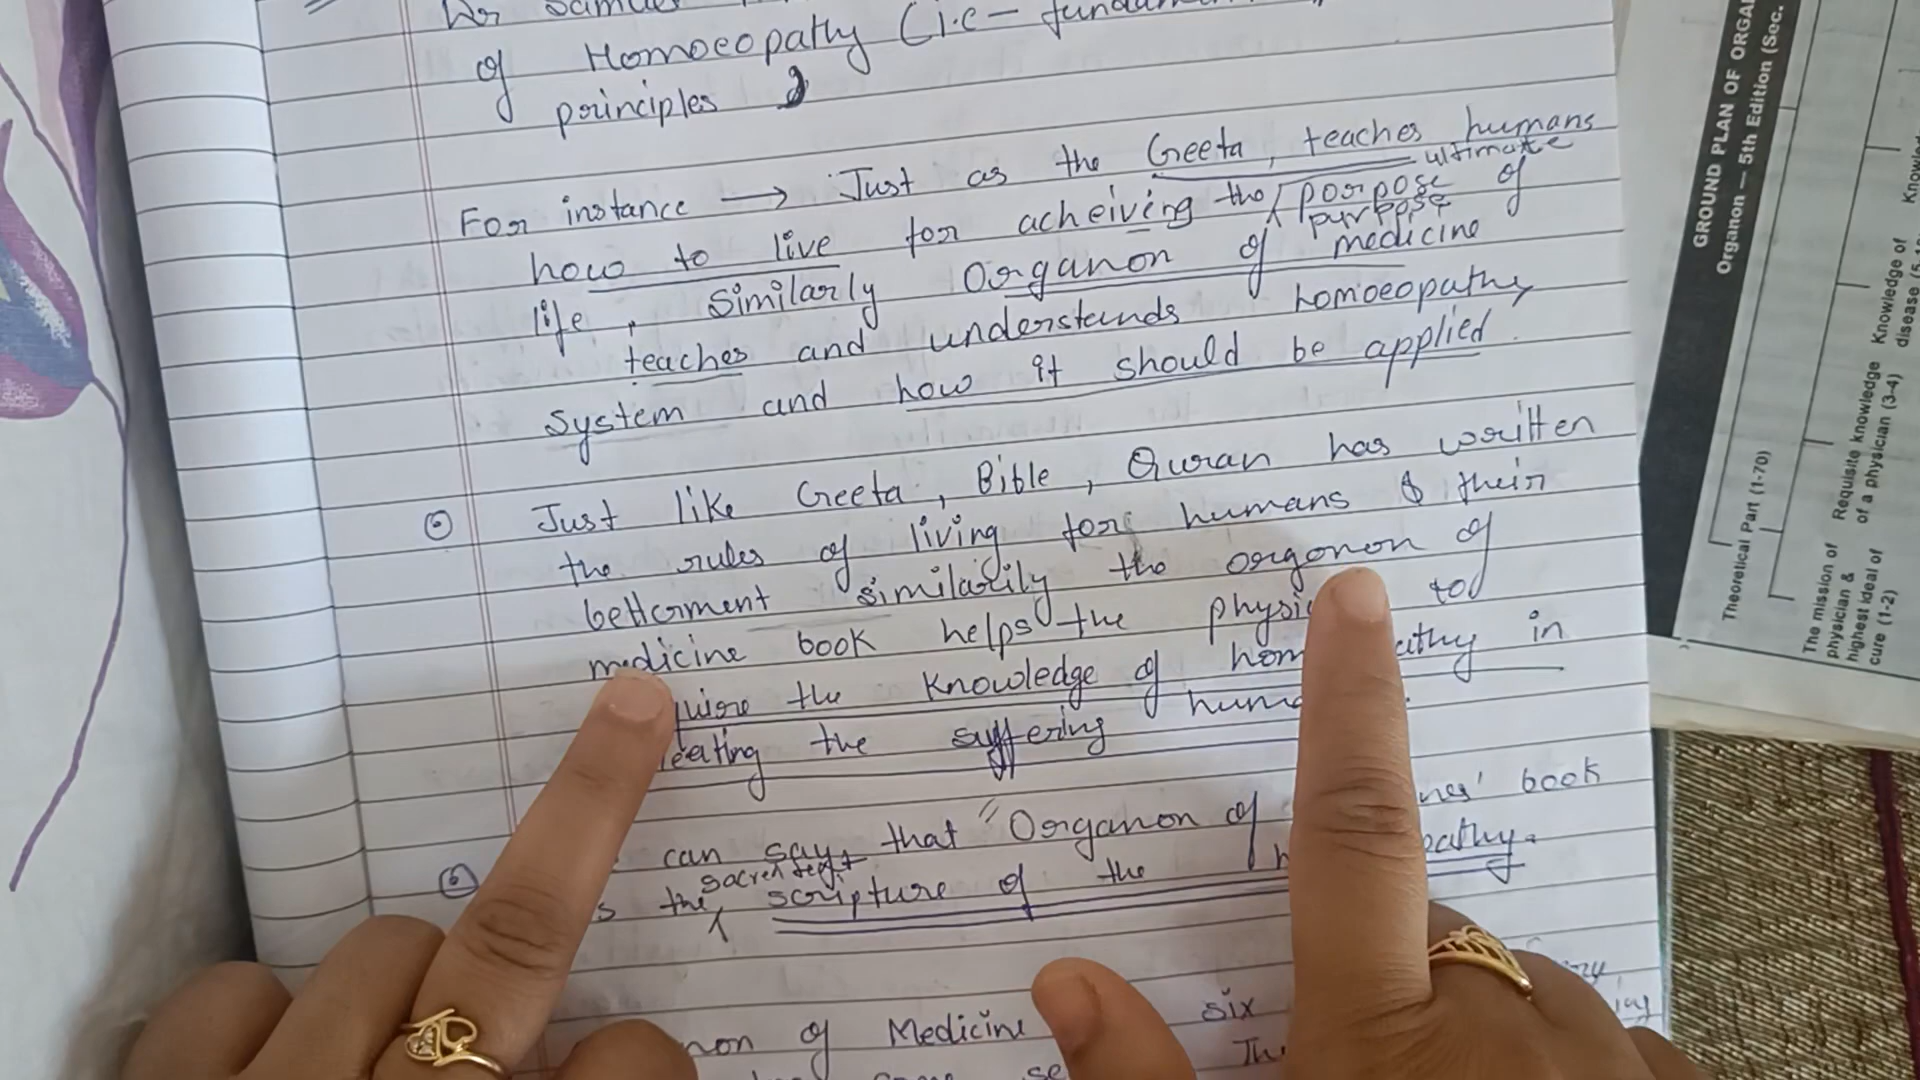 of Homoeopathy (i.e - fundam
principles )
For instance → Just as the Geeta, teaches humans
how to live for acheiving the ultimate porpose of
purpose
life, Similarly Organon of medicine
teaches and understands homoeopathy
System and how it should be applied.
Just like Geeta, Bible, Quran has written
the rules of living for humans & their
betterment similarily the orgonon of
medicine book helps the physic to
quire the knowledge of hom athy in
eating the suffering huma
can say that "Organon of nes' book
s the sacred text scripture of the h pathy.
non of Medicine six
Th
GROUND PLAN OF ORGA
Organon — 5th Edition (Sec.
Theoretical Part (1-70)
The mission of physician & highest ideal of cure (1-2)
Requisite knowledge of a physician (3-4)
Knowledge of disease (5-
Knowle